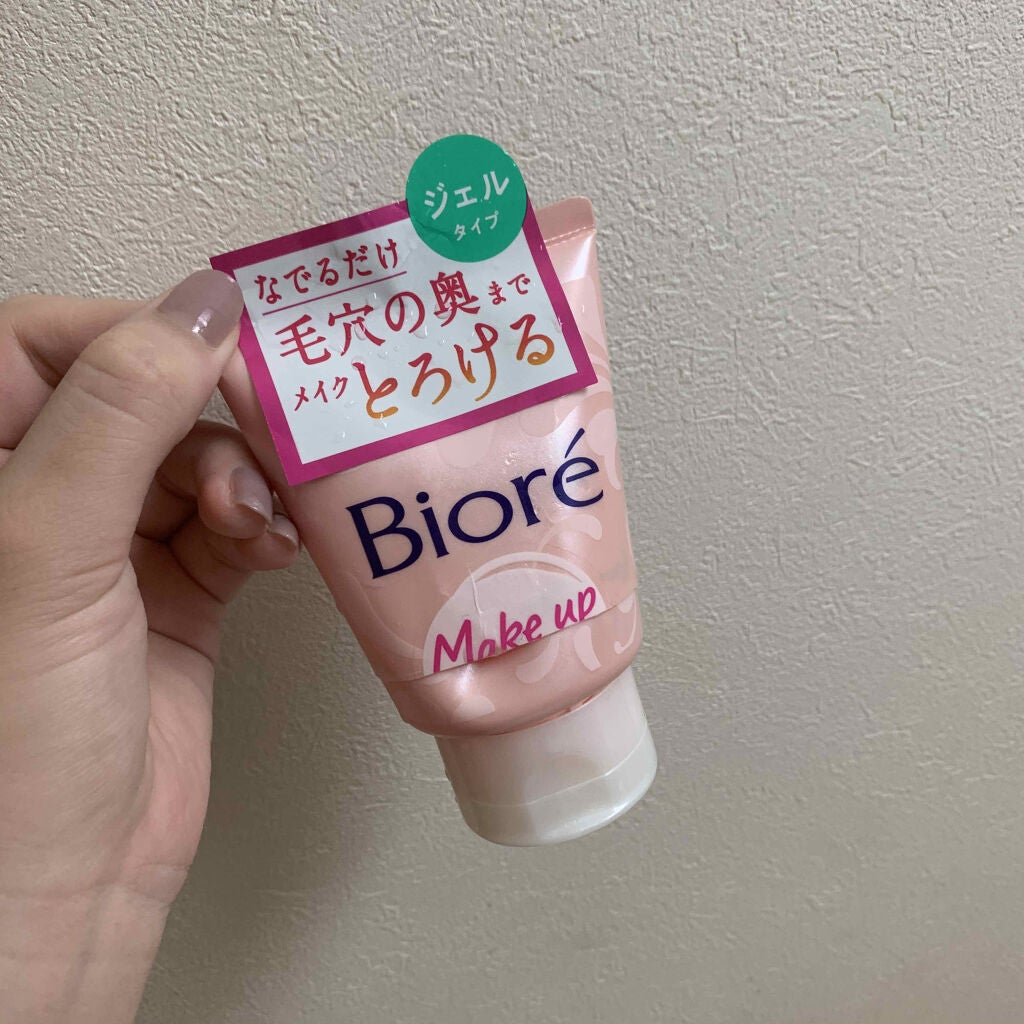 ジェル
タイプ
なでるだけ
毛穴の奥まで
メイクとろける
Bioré
Make up